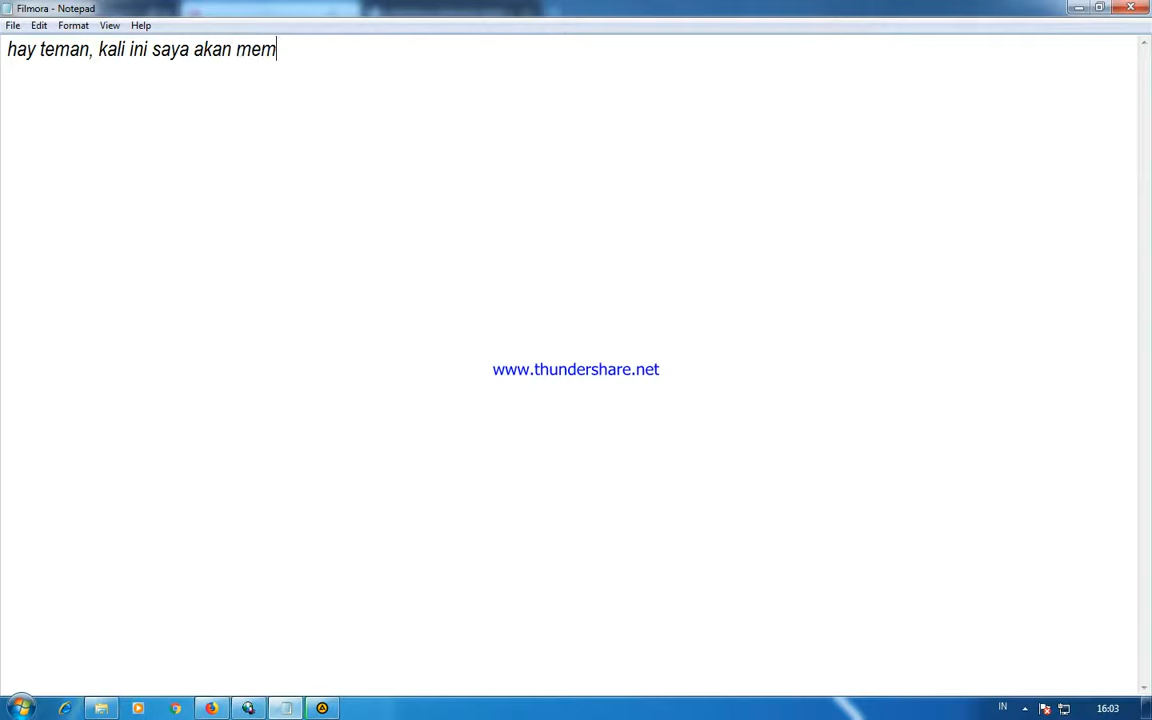 Filmora - Notepad
File Edit Format View Help
hay teman, kali ini saya akan mem
www.thundershare.net
IN 16:03